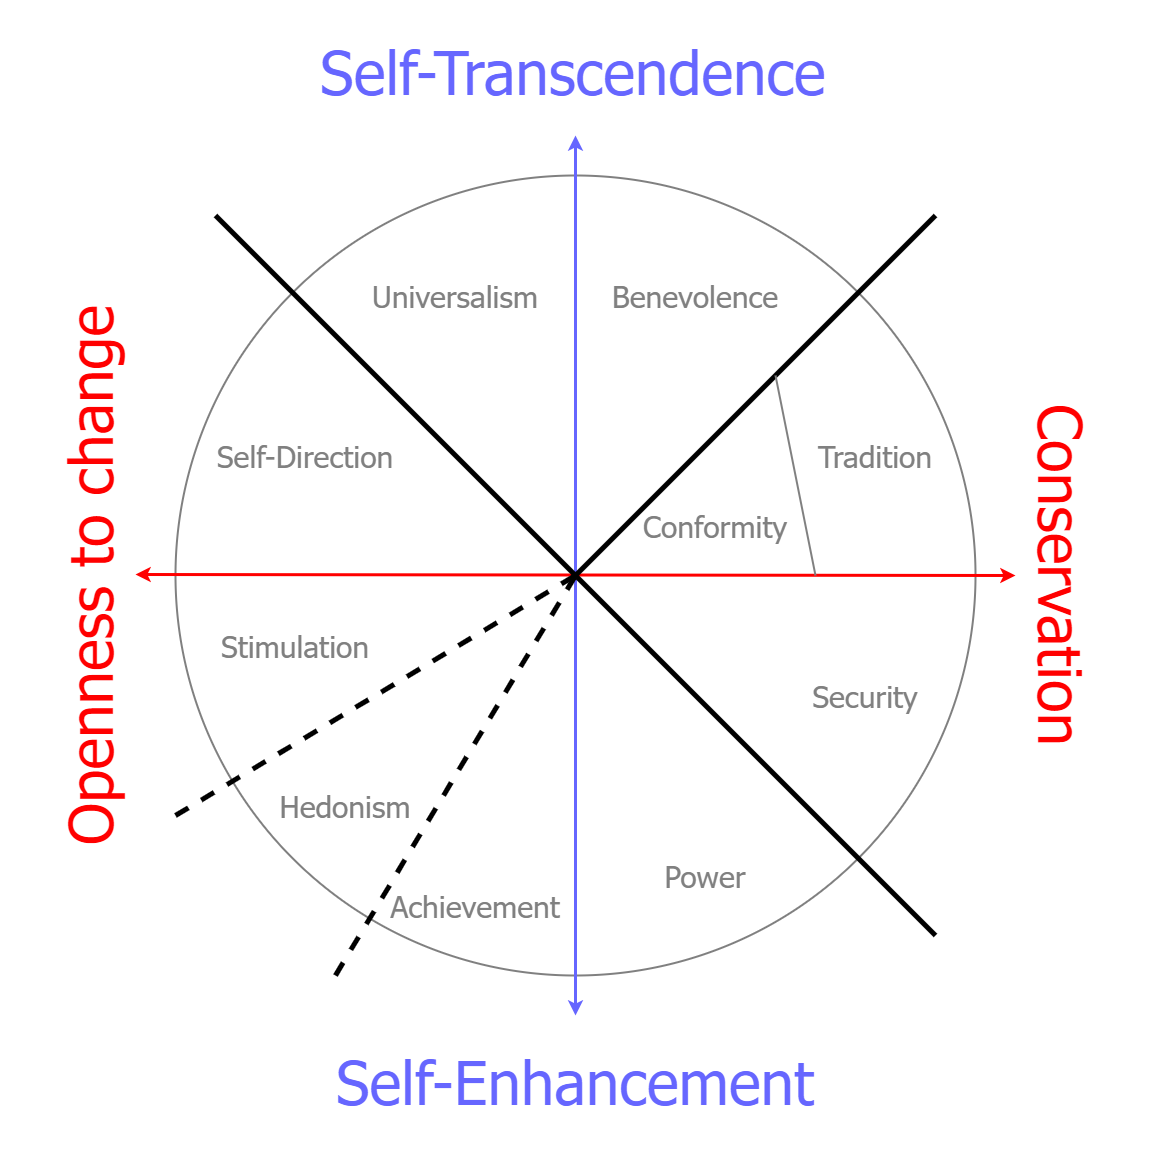 Self-Transcendence
Universalism
Benevolence
Openness to change
Conservation
Self-Direction
Tradition
Conformity
Stimulation
Security
Hedonism
Power
Achievement
Self-Enhancement